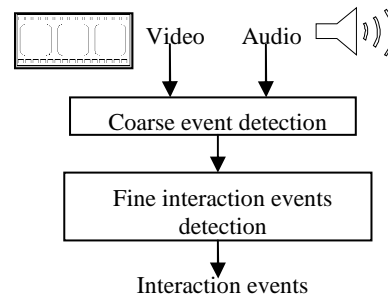 Video Audio
Coarse event detection
Fine interaction events
detection
Interaction events